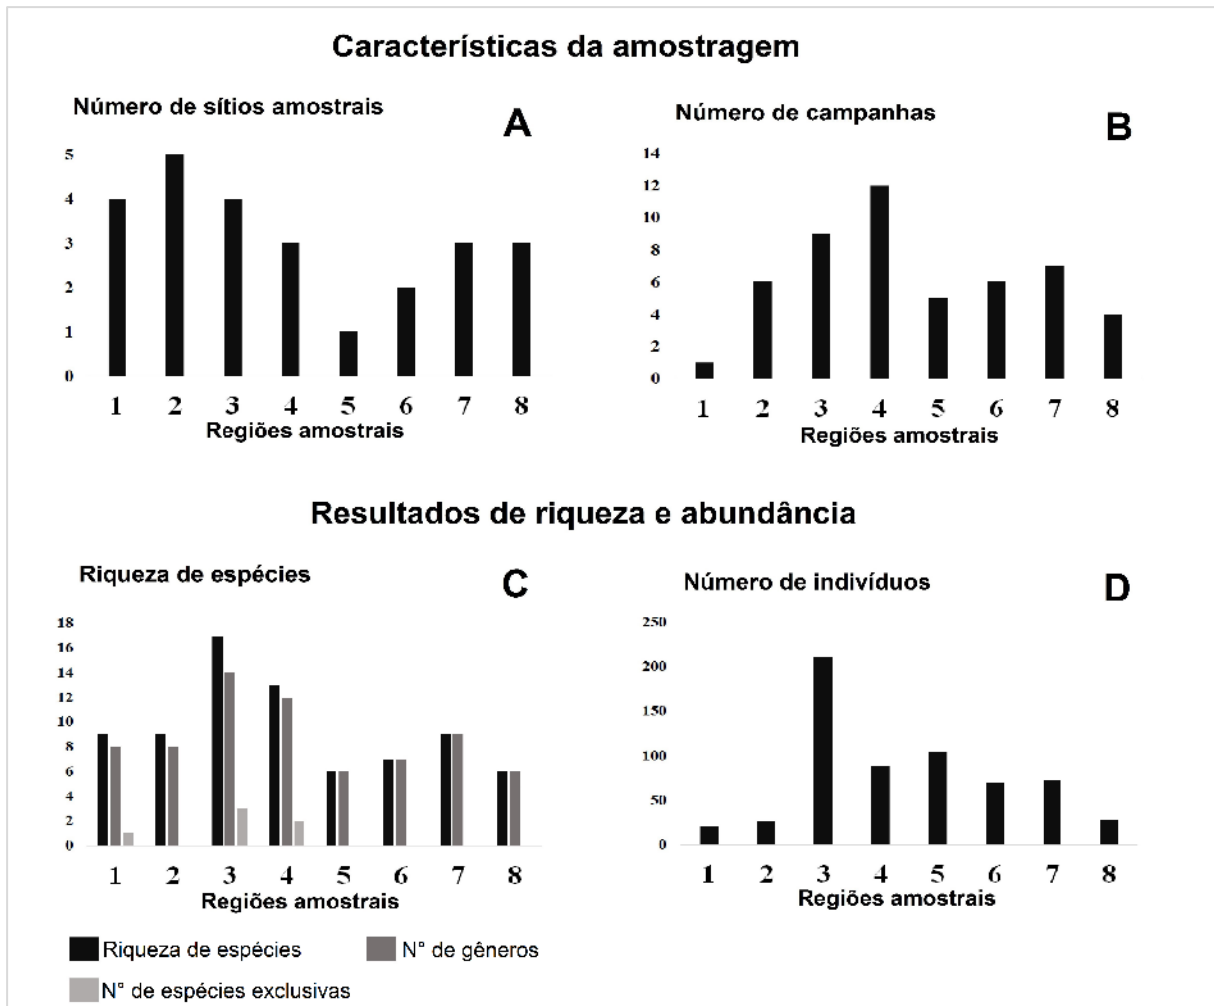 Características da amostragem
Número de sítios amostrais
A
5
4
3
2
1
0
1 2 3 4 5 6 7 8
Regiões amostrais
Número de campanhas
B
14
12
10
8
6
4
2
0
1 2 3 4 5 6 7 8
Regiões amostrais
Resultados de riqueza e abundância
Riqueza de espécies
C
18
16
14
12
10
8
6
4
2
0
1 2 3 4 5 6 7 8
Regiões amostrais
Riqueza de espécies
N° de gêneros
N° de espécies exclusivas
Número de indivíduos
D
250
200
150
100
50
0
1 2 3 4 5 6 7 8
Regiões amostrais